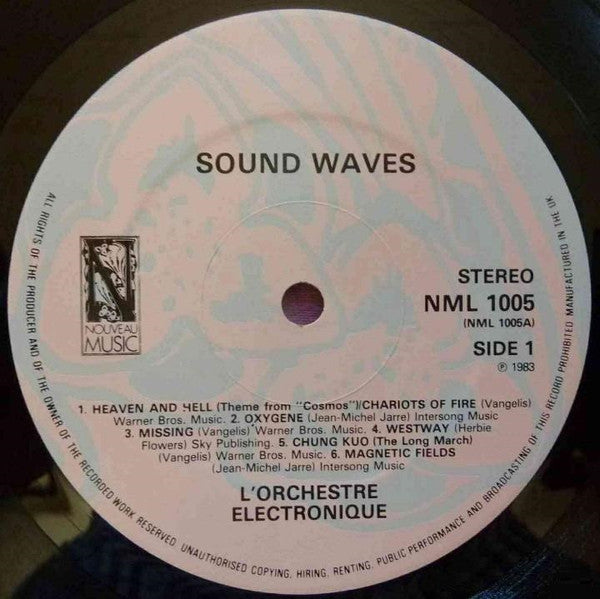 SOUND WAVES
N
NOUVEAU
MUSIC
STEREO
NML 1005
(NML 1005A)
SIDE 1
℗ 1983
1. HEAVEN AND HELL (Theme from "Cosmos")/CHARIOTS OF FIRE (Vangelis)
Warner Bros. Music. 2. OXYGENE (Jean-Michel Jarre) Intersong Music
3. MISSING (Vangelis) Warner Bros. Music. 4. WESTWAY (Herbie
Flowers) Sky Publishing. 5. CHUNG KUO (The Long March)
(Vangelis) Warner Bros. Music. 6. MAGNETIC FIELDS
(Jean-Michel Jarre) Intersong Music
L'ORCHESTRE
ELECTRONIQUE
ALL RIGHTS OF THE PRODUCER AND OF THE OWNER OF THE RECORDED WORK RESERVED. UNAUTHORISED COPYING, HIRING, RENTING, PUBLIC PERFORMANCE AND BROADCASTING OF THIS RECORD PROHIBITED MANUFACTURED IN THE UK.